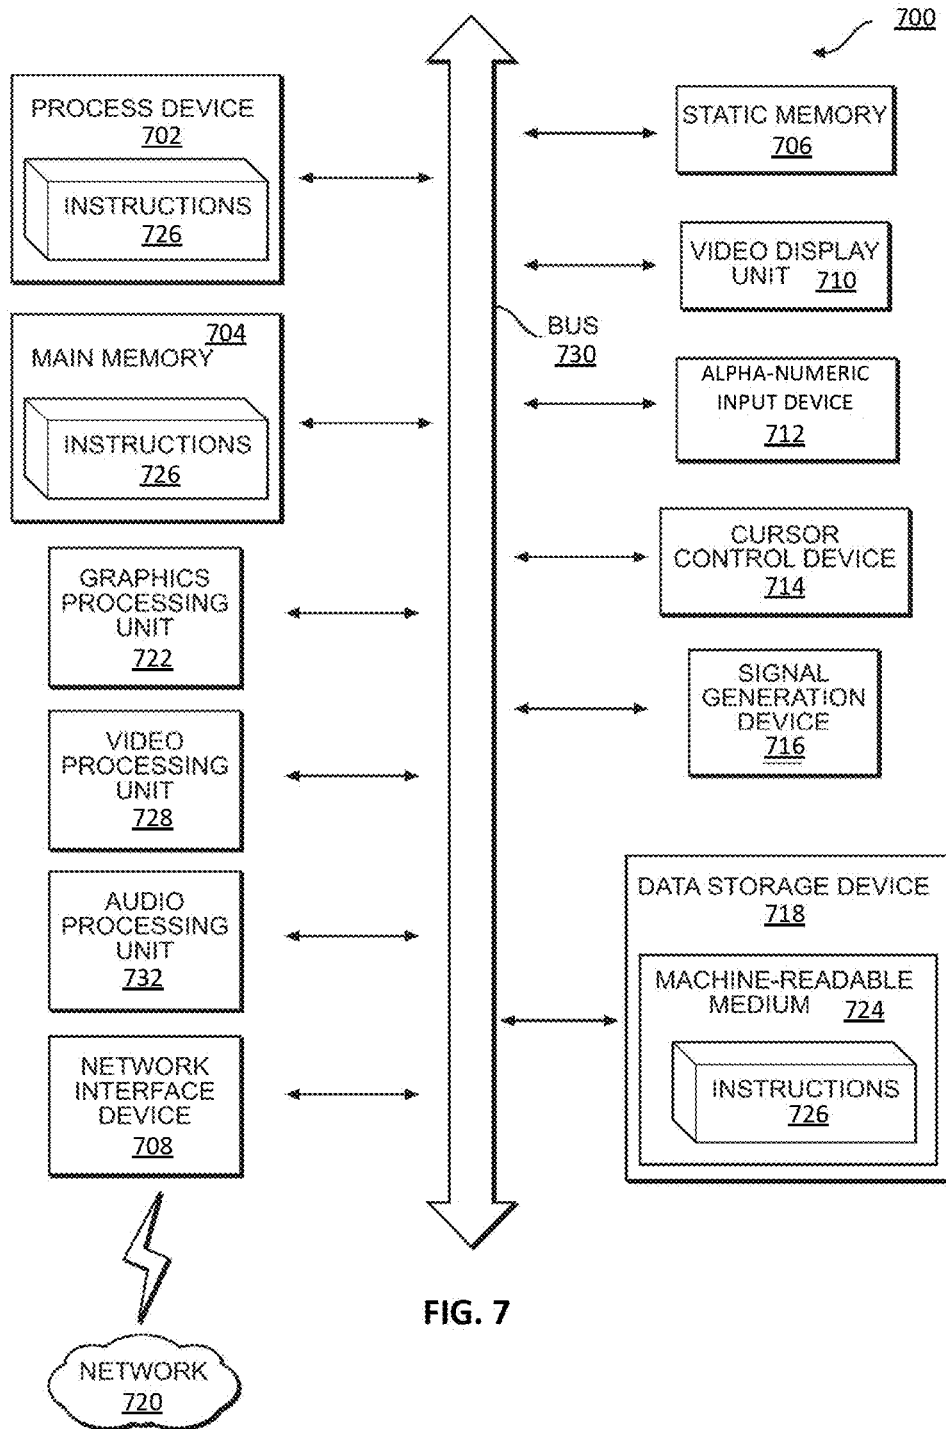 700
PROCESS DEVICE
702
INSTRUCTIONS
726
MAIN MEMORY
704
INSTRUCTIONS
726
GRAPHICS
PROCESSING
UNIT
722
VIDEO
PROCESSING
UNIT
728
AUDIO
PROCESSING
UNIT
732
NETWORK
INTERFACE
DEVICE
708
NETWORK
720
BUS
730
STATIC MEMORY
706
VIDEO DISPLAY
UNIT 710
ALPHA-NUMERIC
INPUT DEVICE
712
CURSOR
CONTROL DEVICE
714
SIGNAL
GENERATION
DEVICE
716
DATA STORAGE DEVICE
718
MACHINE-READABLE
MEDIUM 724
INSTRUCTIONS
726
FIG. 7